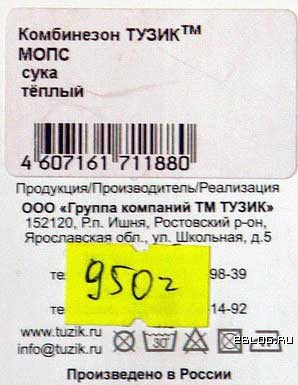 Комбинезон ТУЗИК™
МОПС
сука
тёплый
4 607161 711880
Продукция/Производитель/Реализация
ООО «Группа компаний ТМ ТУЗИК»
152120, Р.п. Ишня, Ростовский р-он,
Ярославская обл., ул. Школьная, д.5
98-39
950г
14-92
www.tuzik.ru
info@tuzik.ru
30
Произведено в России
EBLOG.RU